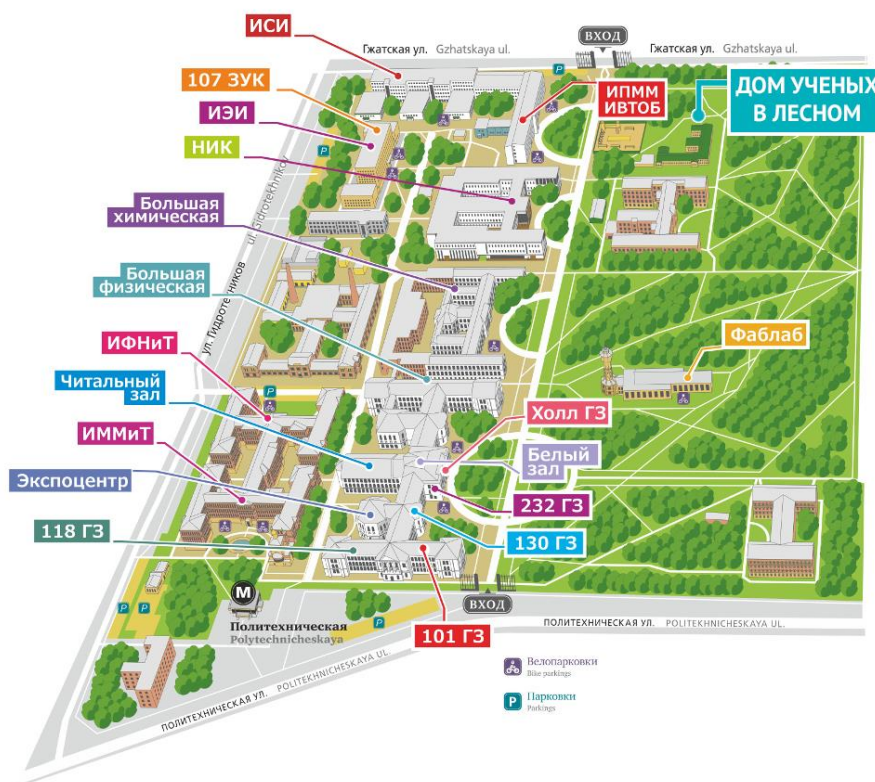 ИСИ
Гжатская ул. Gzhatskaya ul.
ВХОД
Гжатская ул. Gzhatskaya ul.
107 ЗУК
ИПММ
ИВТОБ
ДОМ УЧЕНЫХ
В ЛЕСНОМ
ИЭИ
НИК
Большая
химическая
ул. Гидротехников ul. Gidrotekhnikov
Большая
физическая
ИФНиТ
Фаблаб
Читальный
зал
Холл ГЗ
ИММиТ
Белый
зал
Экспоцентр
232 ГЗ
118 ГЗ
130 ГЗ
М
ВХОД
Политехническая
Polytechnicheskaya
101 ГЗ
ПОЛИТЕХНИЧЕСКАЯ УЛ. POLITEKHNICHESKAYA UL.
ПОЛИТЕХНИЧЕСКАЯ УЛ. POLITEKHNICHESKAYA UL.
Велопарковки
Bike parkings
P
Парковки
Parkings